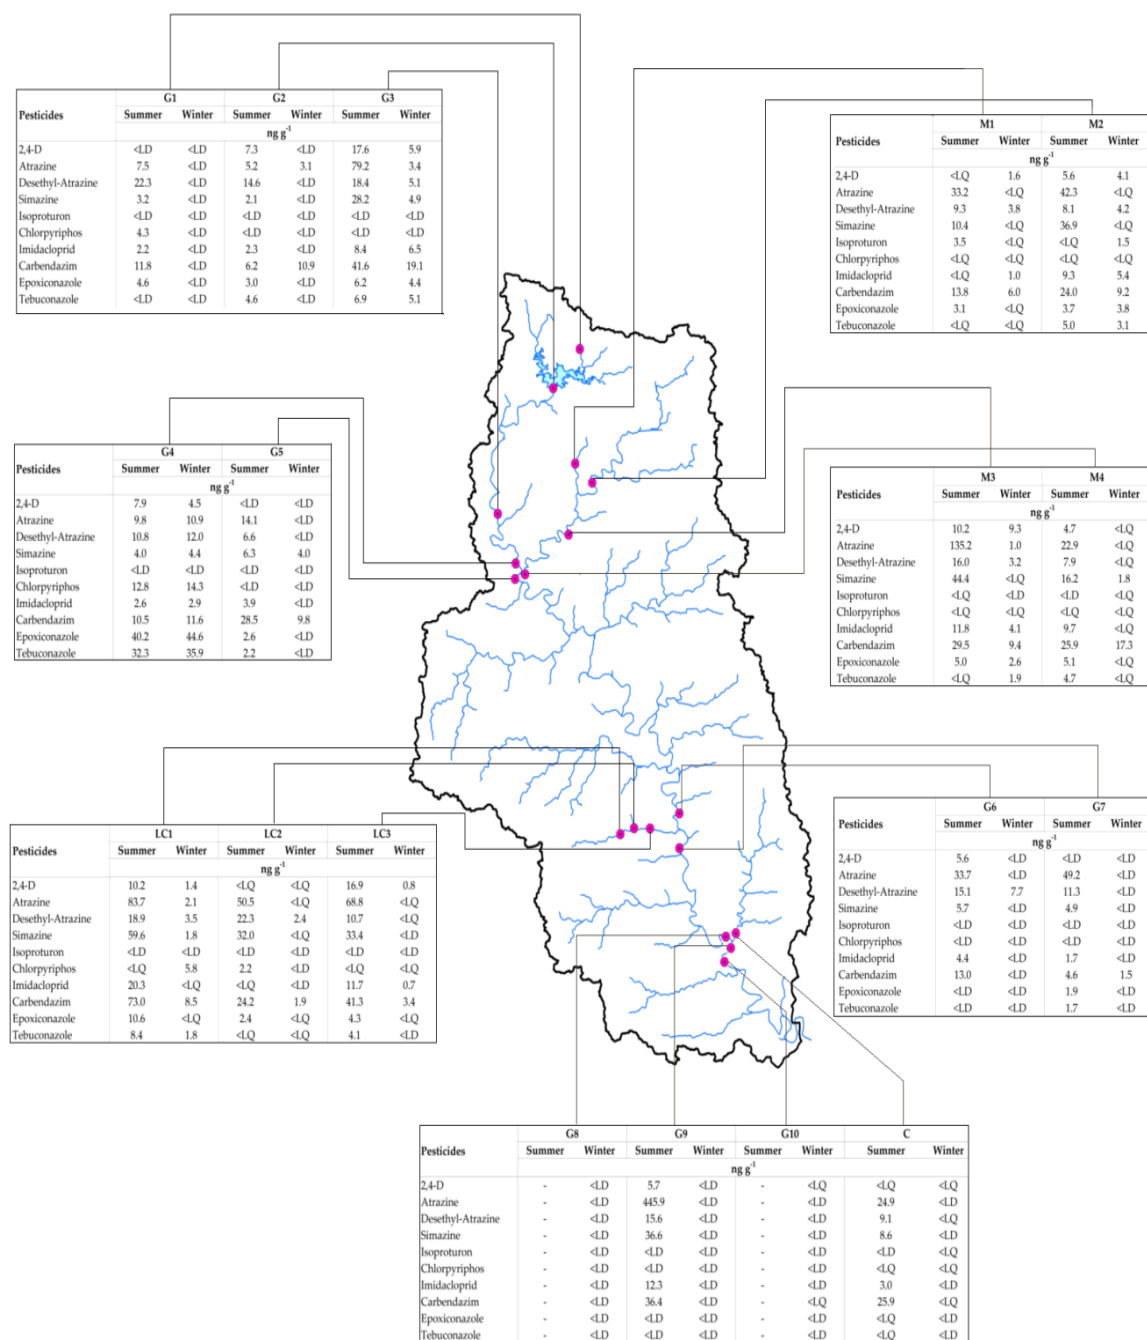 G1 G2 G3
Pesticides Summer Winter Summer Winter Summer Winter
ng g-1
2,4-D <LD <LD 7.3 <LD 17.6 5.9
Atrazine 7.5 <LD 5.2 3.1 79.2 3.4
Desethyl-Atrazine 22.3 <LD 14.6 <LD 18.4 5.1
Simazine 3.2 <LD 2.1 <LD 28.2 4.9
Isoproturon <LD <LD <LD <LD <LD <LD
Chlorpyriphos 4.3 <LD <LD <LD <LD <LD
Imidacloprid 2.2 <LD 2.3 <LD 8.4 6.5
Carbendazim 11.8 <LD 6.2 10.9 41.6 19.1
Epoxiconazole 4.6 <LD 3.0 <LD 6.2 4.4
Tebuconazole <LD <LD 4.6 <LD 6.9 5.1
M1 M2
Pesticides Summer Winter Summer Winter
ng g-1
2,4-D <LQ 1.6 5.6 4.1
Atrazine 33.2 <LQ 42.3 <LQ
Desethyl-Atrazine 9.3 3.8 8.1 4.2
Simazine 10.4 <LQ 36.9 <LQ
Isoproturon 3.5 <LQ <LQ 1.5
Chlorpyriphos <LQ <LQ <LQ <LQ
Imidacloprid <LQ 1.0 9.3 5.4
Carbendazim 13.8 6.0 24.0 9.2
Epoxiconazole 3.1 <LQ 3.7 3.8
Tebuconazole <LQ <LQ 5.0 3.1
G4 G5
Pesticides Summer Winter Summer Winter
ng g-1
2,4-D 7.9 4.5 <LD <LD
Atrazine 9.8 10.9 14.1 <LD
Desethyl-Atrazine 10.8 12.0 6.6 <LD
Simazine 4.0 4.4 6.3 4.0
Isoproturon <LD <LD <LD <LD
Chlorpyriphos 12.8 14.3 <LD <LD
Imidacloprid 2.6 2.9 3.9 <LD
Carbendazim 10.5 11.6 28.5 9.8
Epoxiconazole 40.2 44.6 2.6 <LD
Tebuconazole 32.3 35.9 2.2 <LD
M3 M4
Pesticides Summer Winter Summer Winter
ng g-1
2,4-D 10.2 9.3 4.7 <LQ
Atrazine 135.2 1.0 22.9 <LQ
Desethyl-Atrazine 16.0 3.2 7.9 <LQ
Simazine 44.4 <LQ 16.2 1.8
Isoproturon <LQ <LD <LD <LQ
Chlorpyriphos <LQ <LQ <LQ <LQ
Imidacloprid 11.8 4.1 9.7 <LQ
Carbendazim 29.5 9.4 25.9 17.3
Epoxiconazole 5.0 2.6 5.1 <LQ
Tebuconazole <LQ 1.9 4.7 <LQ
LC1 LC2 LC3
Pesticides Summer Winter Summer Winter Summer Winter
ng g-1
2,4-D 10.2 1.4 <LQ <LQ 16.9 0.8
Atrazine 83.7 2.1 50.5 <LQ 68.8 <LQ
Desethyl-Atrazine 18.9 3.5 22.3 2.4 10.7 <LQ
Simazine 59.6 1.8 32.0 <LQ 33.4 <LD
Isoproturon <LD <LD <LD <LD <LD <LD
Chlorpyriphos <LQ 5.8 2.2 <LD <LQ <LQ
Imidacloprid 20.3 <LQ <LQ <LD 11.7 0.7
Carbendazim 73.0 8.5 24.2 1.9 41.3 3.4
Epoxiconazole 10.6 <LQ 2.4 <LQ 4.3 <LQ
Tebuconazole 8.4 1.8 <LQ <LQ 4.1 <LD
G6 G7
Pesticides Summer Winter Summer Winter
ng g-1
2,4-D 5.6 <LD <LD <LD
Atrazine 33.7 <LD 49.2 <LD
Desethyl-Atrazine 15.1 7.7 11.3 <LD
Simazine 5.7 <LD 4.9 <LD
Isoproturon <LD <LD <LD <LD
Chlorpyriphos <LD <LD <LD <LD
Imidacloprid 4.4 <LD 1.7 <LD
Carbendazim 13.0 <LD 4.6 1.5
Epoxiconazole <LD <LD 1.9 <LD
Tebuconazole <LD <LD 1.7 <LD
G8 G9 G10 C
Pesticides Summer Winter Summer Winter Summer Winter Summer Winter
ng g-1
2,4-D - <LD 5.7 <LD - <LQ <LQ <LQ
Atrazine - <LD 445.9 <LD - <LD 24.9 <LD
Desethyl-Atrazine - <LD 15.6 <LD - <LD 9.1 <LQ
Simazine - <LD 36.6 <LD - <LD 8.6 <LD
Isoproturon - <LD <LD <LD - <LD <LD <LQ
Chlorpyriphos - <LD <LD <LD - <LD <LQ <LQ
Imidacloprid - <LD 12.3 <LD - <LD 3.0 <LD
Carbendazim - <LD 36.4 <LD - <LQ 25.9 <LQ
Epoxiconazole - <LD <LD <LD - <LD <LQ <LD
Tebuconazole - <LD <LD <LD - <LD <LQ <LD